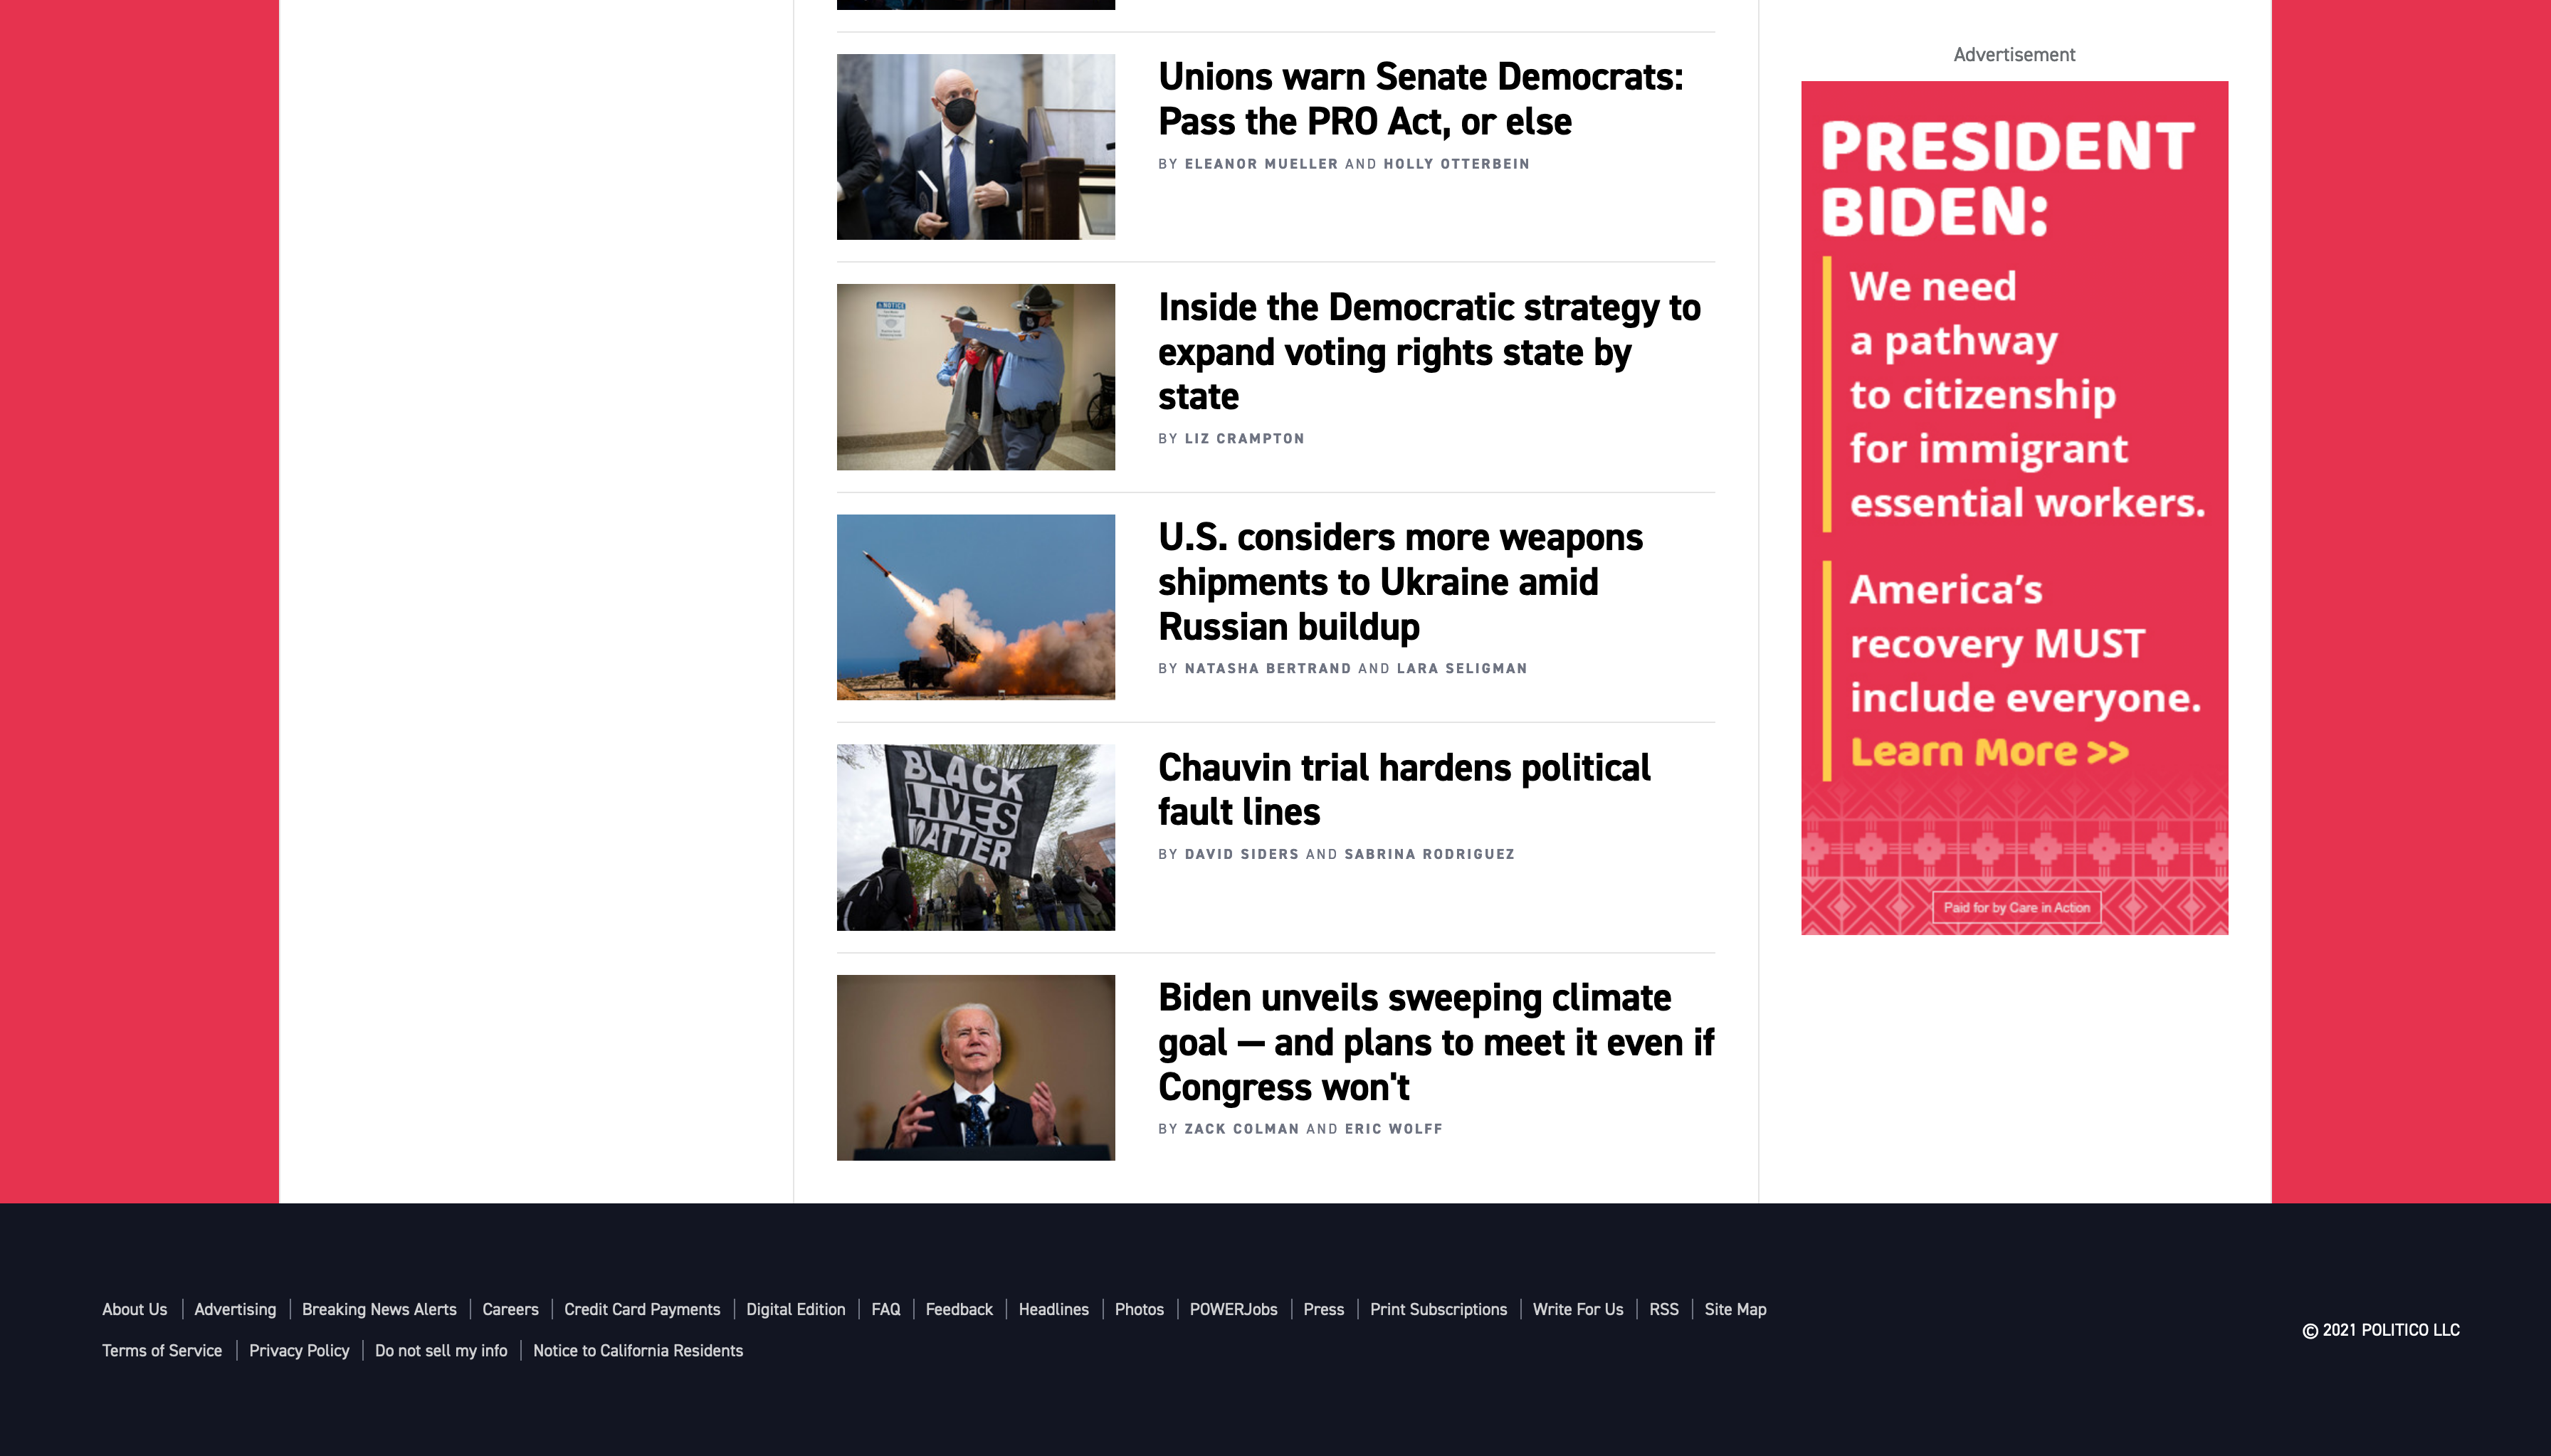 Unions warn Senate Democrats:
Pass the PRO Act, or else
BY ELEANOR MUELLER AND HOLLY OTTERBEIN
NOTICE
Inside the Democratic strategy to
expand voting rights state by
state
BY LIZ CRAMPTON
U.S. considers more weapons
shipments to Ukraine amid
Russian buildup
BY NATASHA BERTRAND AND LARA SELIGMAN
BLACK
LIVES
MATTER
Chauvin trial hardens political
fault lines
BY DAVID SIDERS AND SABRINA RODRIGUEZ
Biden unveils sweeping climate
goal — and plans to meet it even if
Congress won't
BY ZACK COLMAN AND ERIC WOLFF
Advertisement
PRESIDENT
BIDEN:
We need
a pathway
to citizenship
for immigrant
essential workers.
America’s
recovery MUST
include everyone.
Learn More >>
Paid for by Care in Action
About Us Advertising Breaking News Alerts Careers Credit Card Payments Digital Edition FAQ Feedback Headlines Photos POWERJobs Press Print Subscriptions Write For Us RSS Site Map
Terms of Service Privacy Policy Do not sell my info Notice to California Residents
© 2021 POLITICO LLC